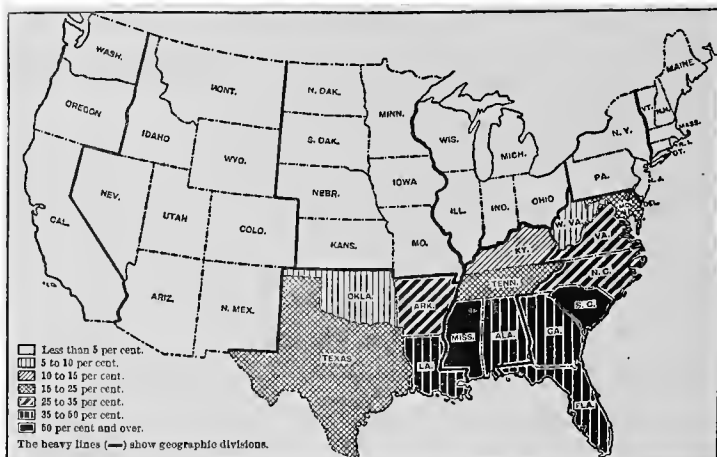 WASH.
MONT.
N. DAK.
MINN.
MAINE
VT.
N.H.
OREGON
IDAHO
S. DAK.
WIS.
MICH.
N. Y.
MASS.
R. I.
CT.
WYO.
NEBR.
IOWA
PA.
N. J.
NEV.
UTAH
COLO.
ILL.
IND.
OHIO
W. VA.
DEL.
CAL.
KANS.
MO.
KY.
VA.
ARIZ.
N. MEX.
OKLA.
ARK.
TENN.
N. C.
S. C.
TEXAS
LA.
MISS.
ALA.
GA.
FLA.
Less than 5 per cent.
5 to 10 per cent.
10 to 15 per cent.
15 to 25 per cent.
25 to 35 per cent.
35 to 50 per cent.
50 per cent and over.
The heavy lines (—) show geographic divisions.